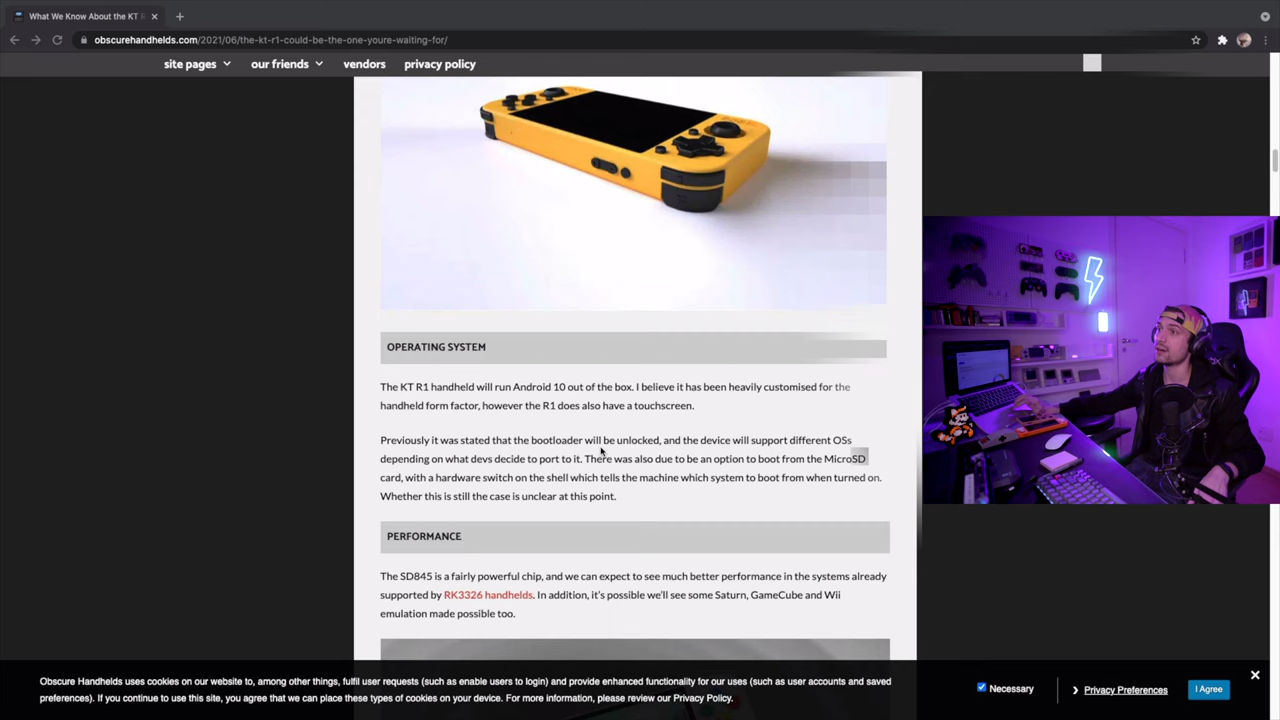 What We Know About the KT R
obscurehandhelds.com/2021/06/the-kt-r1-could-be-the-one-youre-waiting-for/
site pages
our friends
vendors
privacy policy
OPERATING SYSTEM
The KT R1 handheld will run Android 10 out of the box. I believe it has been heavily customised for the
handheld form factor, however the R1 does also have a touchscreen.
Previously it was stated that the bootloader will be unlocked, and the device will support different OSs
depending on what devs decide to port to it. There was also due to be an option to boot from the MicroSD
card, with a hardware switch on the shell which tells the machine which system to boot from when turned on.
Whether this is still the case is unclear at this point.
PERFORMANCE
The SD845 is a fairly powerful chip, and we can expect to see much better performance in the systems already
supported by RK3326 handhelds. In addition, it's possible we'll see some Saturn, GameCube and Wii
emulation made possible too.
Obscure Handhelds uses cookies on our website to, among other things, fulfil user requests (such as enable users to login) and provide enhanced functionality for our uses (such as user accounts and saved
preferences). If you continue to use this site, you agree that we can place these types of cookies on your device. For more information, please review our Privacy Policy.
Necessary
Privacy Preferences
I Agree